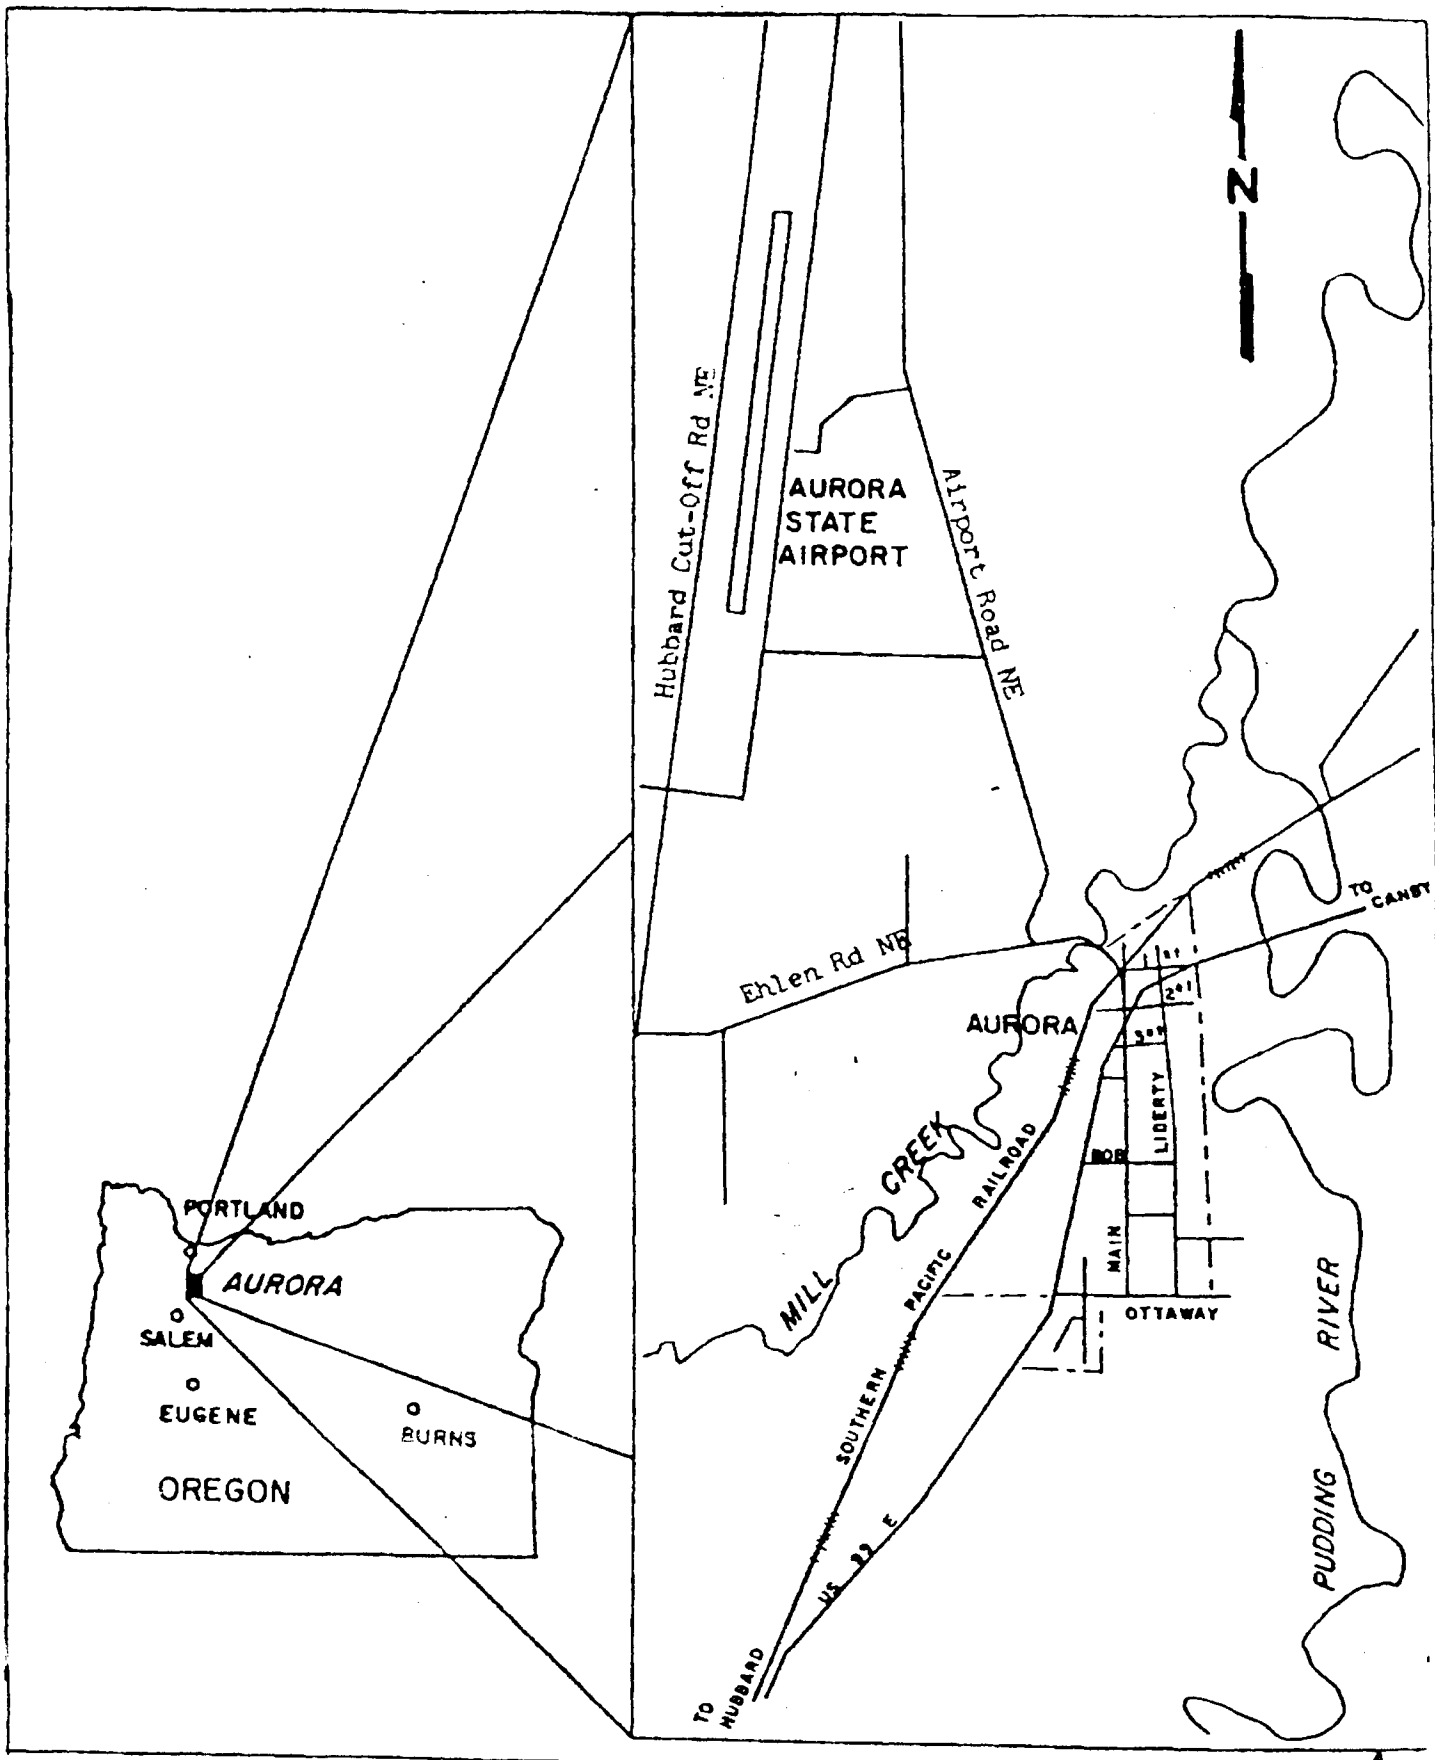 N
Hubbard Cut-Off Rd NE
AURORA
STATE
AIRPORT
Airport Road NE
TO
CANBY
Ehlen Rd NE
AURORA
1st
2nd
3rd
LIBERTY
BOB
MAIN
OTTAWAY
MILL CREEK
SOUTHERN PACIFIC RAILROAD
US 99 E
TO
HUBBARD
PUDDING RIVER
PORTLAND
AURORA
SALEM
EUGENE
BURNS
OREGON